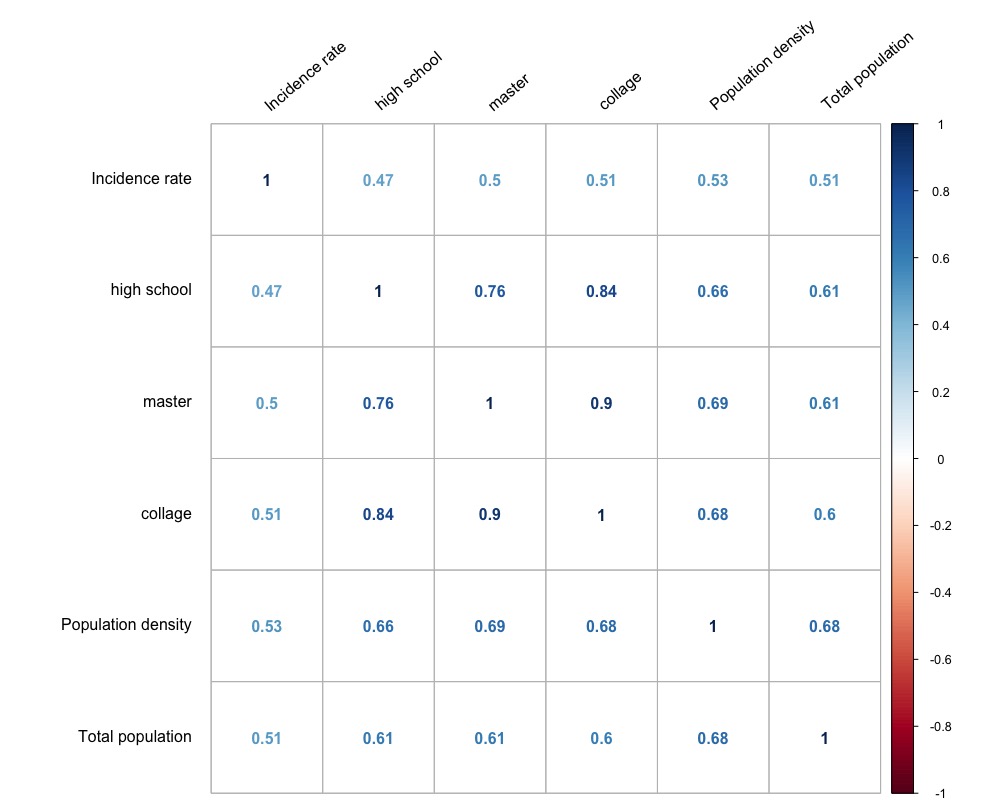 Incidence rate
high school
master
collage
Population density
Total population
Incidence rate 1 0.47 0.5 0.51 0.53 0.51
high school 0.47 1 0.76 0.84 0.66 0.61
master 0.5 0.76 1 0.9 0.69 0.61
collage 0.51 0.84 0.9 1 0.68 0.6
Population density 0.53 0.66 0.69 0.68 1 0.68
Total population 0.51 0.61 0.61 0.6 0.68 1
1
0.8
0.6
0.4
0.2
0
-0.2
-0.4
-0.6
-0.8
-1